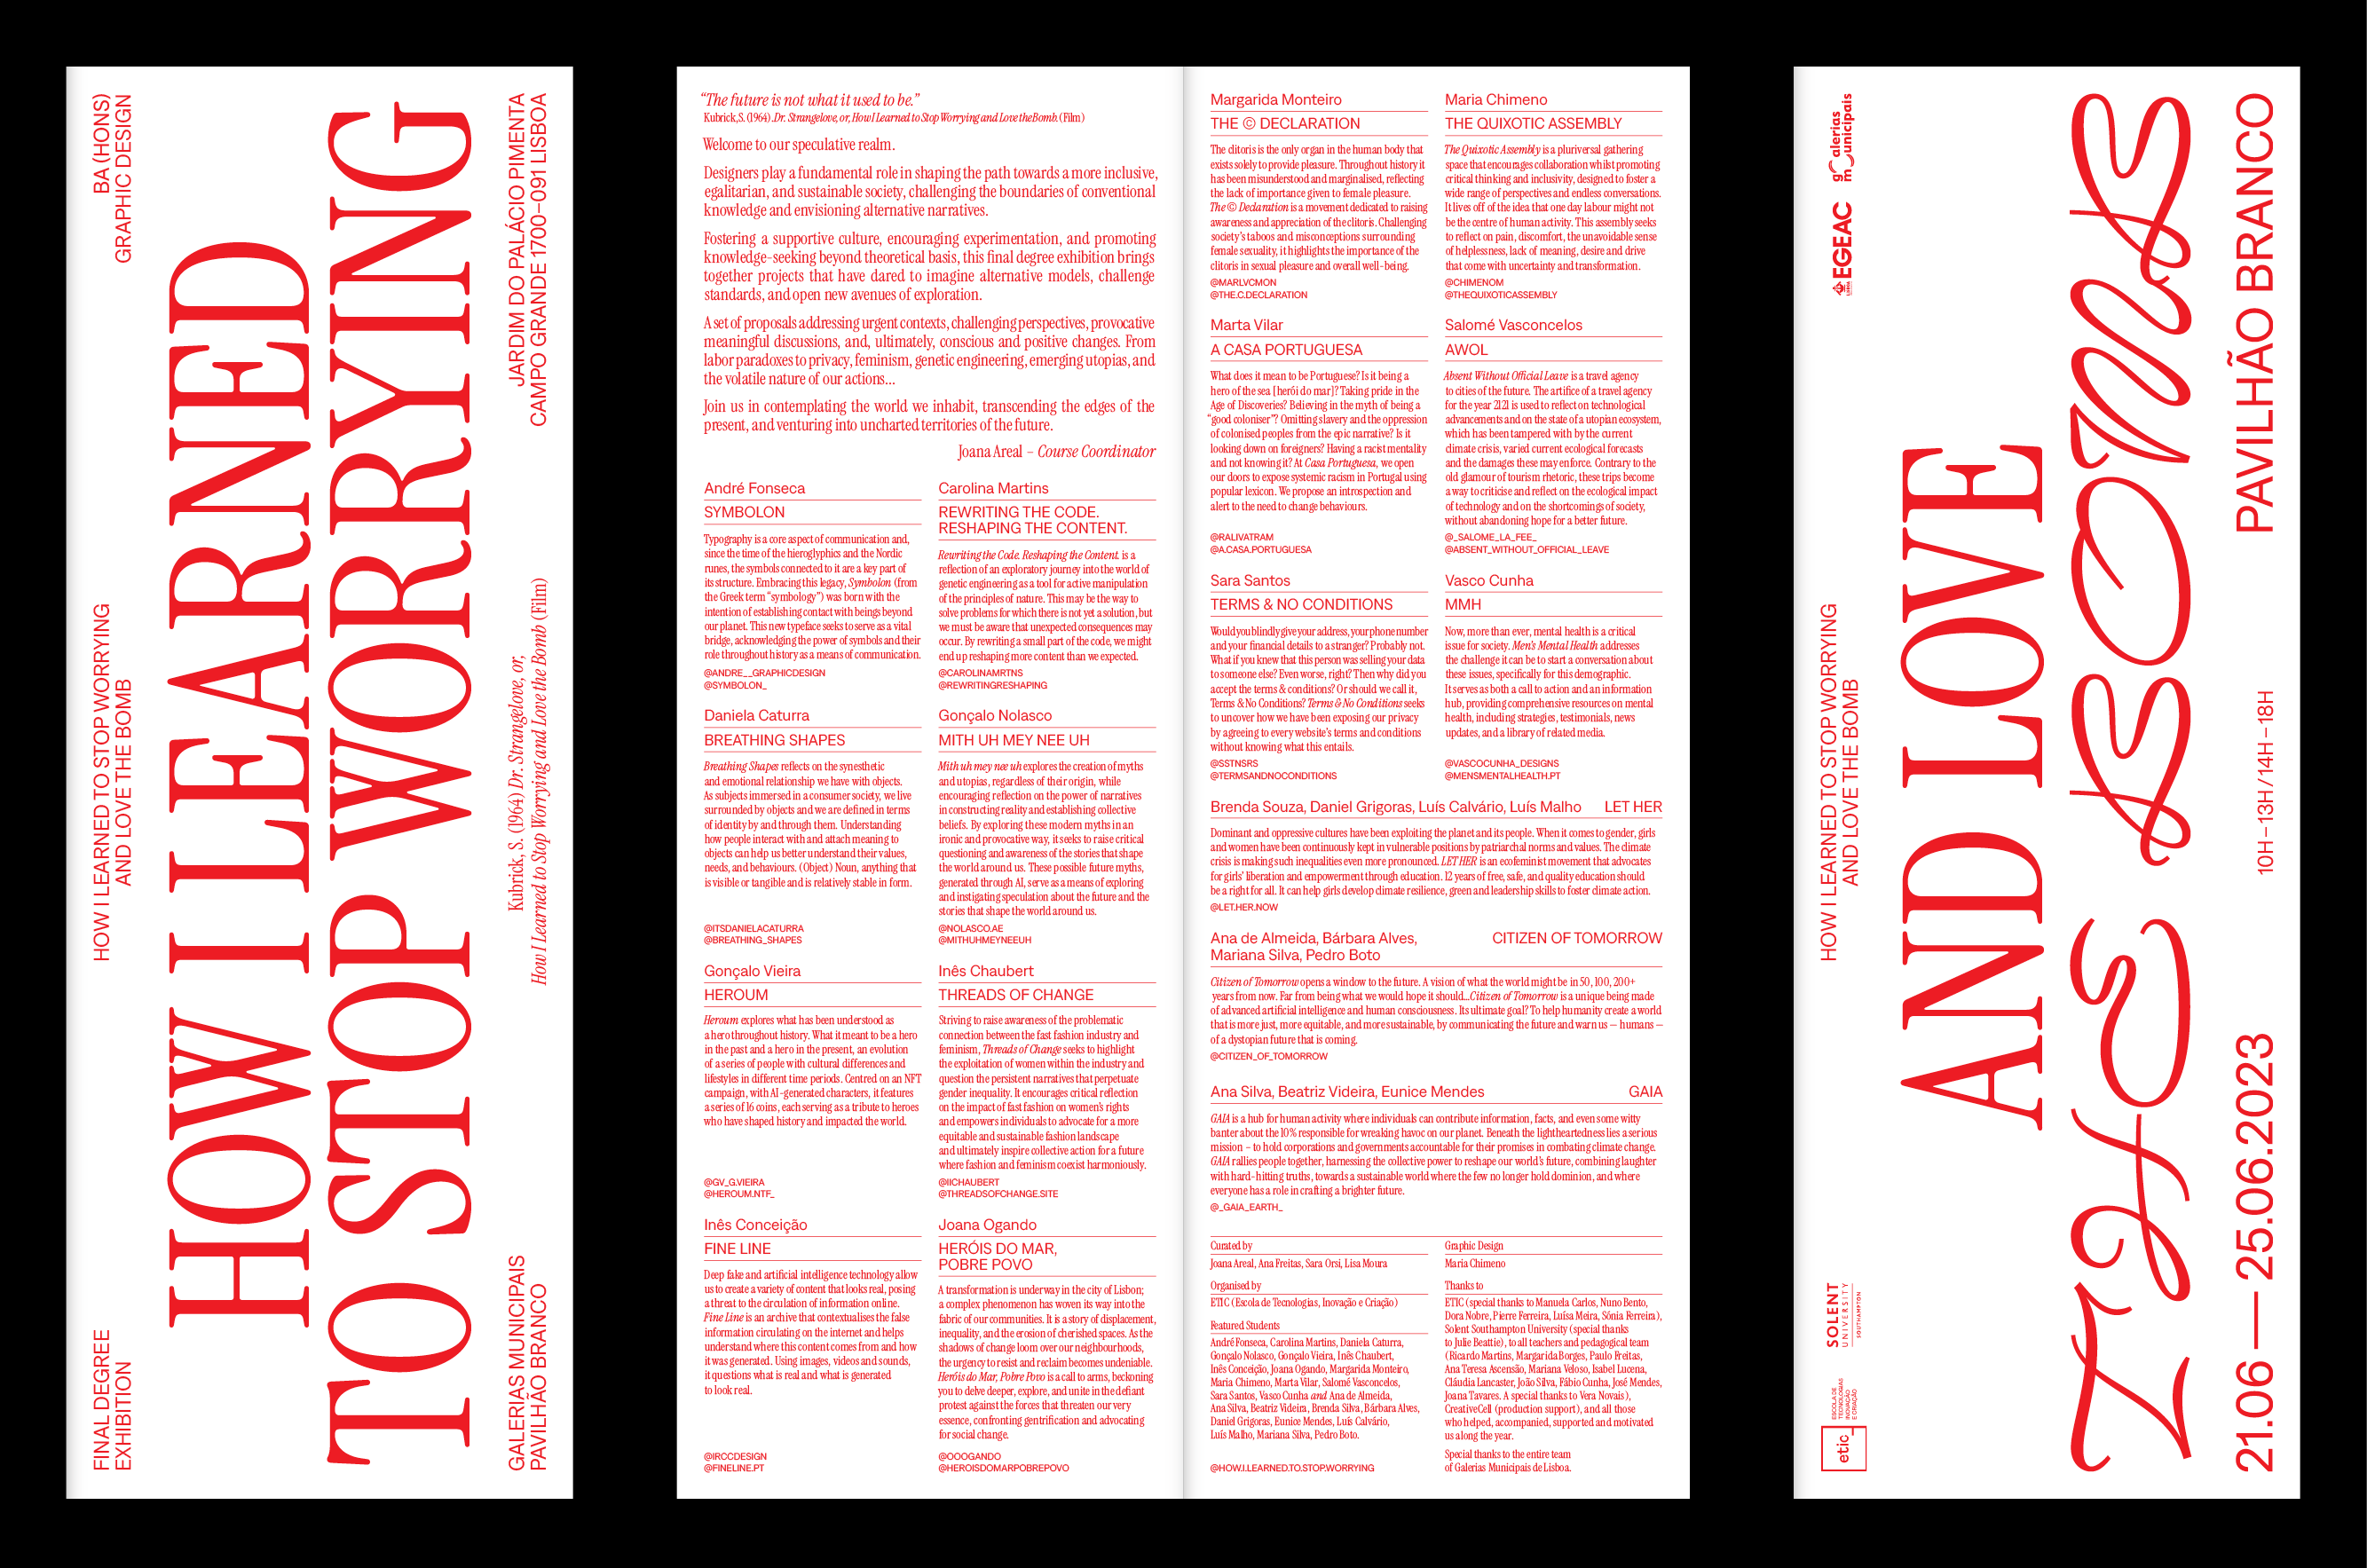 FINAL DEGREE
EXHIBITION
HOW I LEARNED TO STOP WORRYING
AND LOVE THE BOMB
BA (HONS)
GRAPHIC DESIGN
HOW I LEARNED
TO STOP WORRYING
GALERIAS MUNICIPAIS
PAVILHÃO BRANCO
Kubrick, S. (1964) Dr. Strangelove, or,
How I Learned to Stop Worrying and Love the Bomb (Film)
JARDIM DO PALÁCIO PIMENTA
CAMPO GRANDE 1700–091 LISBOA
“The future is not what it used to be.”
Kubrick, S. (1964). Dr. Strangelove, or, How I Learned to Stop Worrying and Love the Bomb. (Film)
Welcome to our speculative realm.
Designers play a fundamental role in shaping the path towards a more inclusive,
egalitarian, and sustainable society, challenging the boundaries of conventional
knowledge and envisioning alternative narratives.
Fostering a supportive culture, encouraging experimentation, and promoting
knowledge-seeking beyond theoretical basis, this final degree exhibition brings
together projects that have dared to imagine alternative models, challenge
standards, and open new avenues of exploration.
A set of proposals addressing urgent contexts, challenging perspectives, provocative
meaningful discussions, and, ultimately, conscious and positive changes. From
labor paradoxes to privacy, feminism, genetic engineering, emerging utopias, and
the volatile nature of our actions...
Join us in contemplating the world we inhabit, transcending the edges of the
present, and venturing into uncharted territories of the future.
Joana Areal – Course Coordinator
André Fonseca
SYMBOLON
Typography is a core aspect of communication and,
since the time of the hieroglyphics and the Nordic
runes, the symbols connected to it are a key part of
its structure. Embracing this legacy, Symbolon (from
the Greek term “symbology”) was born with the
intention of establishing contact with beings beyond
our planet. This new typeface seeks to serve as a vital
bridge, acknowledging the power of symbols and their
role throughout history as a means of communication.
@ANDRE__GRAPHICDESIGN
@SYMBOLON_
Carolina Martins
REWRITING THE CODE.
RESHAPING THE CONTENT.
Rewriting the Code. Reshaping the Content. is a
reflection of an exploratory journey into the world of
genetic engineering as a tool for active manipulation
of the principles of nature. This may be the way to
solve problems for which there is not yet a solution, but
we must be aware that unexpected consequences may
occur. By rewriting a small part of the code, we might
end up reshaping more content than we expected.
@CAROLINAMRTNS
@REWRITINGRESHAPING
Daniela Caturra
BREATHING SHAPES
Breathing Shapes reflects on the synesthetic
and emotional relationship we have with objects.
As subjects immersed in a consumer society, we live
surrounded by objects and we are defined in terms
of identity by and through them. Understanding
how people interact with and attach meaning to
objects can help us better understand their values,
needs, and behaviours. (Object) Noun, anything that
is visible or tangible and is relatively stable in form.
@ITSDANIELACATURRA
@BREATHING_SHAPES
Gonçalo Nolasco
MITH UH MEY NEE UH
Mith uh mey nee uh explores the creation of myths
and utopias, regardless of their origin, while
encouraging reflection on the power of narratives
in constructing reality and establishing collective
beliefs. By exploring these modern myths in an
ironic and provocative way, it seeks to raise critical
questioning and awareness of the stories that shape
the world around us. These possible future myths,
generated through AI, serve as a means of exploring
and instigating speculation about the future and the
stories that shape the world around us.
@NOLASCO.AE
@MITHUHMEYNEEUH
Gonçalo Vieira
HEROUM
Heroum explores what has been understood as
a hero throughout history. What it meant to be a hero
in the past and a hero in the present, an evolution
of a series of people with cultural differences and
lifestyles in different time periods. Centred on an NFT
campaign, with AI-generated characters, it features
a series of 16 coins, each serving as a tribute to heroes
who have shaped history and impacted the world.
@GV_G.VIEIRA
@HEROUM.NTF_
Inês Chaubert
THREADS OF CHANGE
Striving to raise awareness of the problematic
connection between the fast fashion industry and
feminism, Threads of Change seeks to highlight
the exploitation of women within the industry and
question the persistent narratives that perpetuate
gender inequality. It encourages critical reflection
on the impact of fast fashion on women's rights
and empowers individuals to advocate for a more
equitable and sustainable fashion landscape
and ultimately inspire collective action for a future
where fashion and feminism coexist harmoniously.
@IICHAUBERT
@THREADSOFCHANGE.SITE
Inês Conceição
FINE LINE
Deep fake and artificial intelligence technology allow
us to create a variety of content that looks real, posing
a threat to the circulation of information online.
Fine Line is an archive that contextualises the false
information circulating on the internet and helps
understand where this content comes from and how
it was generated. Using images, videos and sounds,
it questions what is real and what is generated
to look real.
@IRCCDESIGN
@FINELINE.PT
Joana Ogando
HERÓIS DO MAR,
POBRE POVO
A transformation is underway in the city of Lisbon;
a complex phenomenon has woven its way into the
fabric of our communities. It is a story of displacement,
inequality, and the erosion of cherished spaces. As the
shadows of change loom over our neighbourhoods,
the urgency to resist and reclaim becomes undeniable.
Heróis do Mar, Pobre Povo is a call to arms, beckoning
you to delve deeper, explore, and unite in the defiant
protest against the forces that threaten our very
essence, confronting gentrification and advocating
for social change.
@OOOGANDO
@HEROISDOMARPOBREPOVO
Margarida Monteiro
THE © DECLARATION
The clitoris is the only organ in the human body that
exists solely to provide pleasure. Throughout history it
has been misunderstood and marginalised, reflecting
the lack of importance given to female pleasure.
The © Declaration is a movement dedicated to raising
awareness and appreciation of the clitoris. Challenging
society's taboos and misconceptions surrounding
female sexuality, it highlights the importance of the
clitoris in sexual pleasure and overall well-being.
@MARLVCMON
@THE.C.DECLARATION
Maria Chimeno
THE QUIXOTIC ASSEMBLY
The Quixotic Assembly is a pluriversal gathering
space that encourages collaboration whilst promoting
critical thinking and inclusivity, designed to foster a
wide range of perspectives and endless conversations.
It lives off of the idea that one day labour might not
be the centre of human activity. This assembly seeks
to reflect on pain, discomfort, the unavoidable sense
of helplessness, lack of meaning, desire and drive
that come with uncertainty and transformation.
@CHIMENOM
@THEQUIXOTICASSEMBLY
Marta Vilar
A CASA PORTUGUESA
What does it mean to be Portuguese? Is it being a
hero of the sea [herói do mar]? Taking pride in the
Age of Discoveries? Believing in the myth of being a
“good coloniser”? Omitting slavery and the oppression
of colonised peoples from the epic narrative? Is it
looking down on foreigners? Having a racist mentality
and not knowing it? At Casa Portuguesa, we open
our doors to expose systemic racism in Portugal using
popular lexicon. We propose an introspection and
alert to the need to change behaviours.
@RALIVATRAM
@A.CASA.PORTUGUESA
Salomé Vasconcelos
AWOL
Absent Without Official Leave is a travel agency
to cities of the future. The artifice of a travel agency
for the year 2121 is used to reflect on technological
advancements and on the state of a utopian ecosystem,
which has been tampered with by the current
climate crisis, varied current ecological forecasts
and the damages these may enforce. Contrary to the
old glamour of tourism rhetoric, these trips become
a way to criticise and reflect on the ecological impact
of technology and on the shortcomings of society,
without abandoning hope for a better future.
@_SALOME_LA_FEE_
@ABSENT_WITHOUT_OFFICIAL_LEAVE
Sara Santos
TERMS & NO CONDITIONS
Would you blindly give your address, your phone number
and your financial details to a stranger? Probably not.
What if you knew that this person was selling your data
to someone else? Even worse, right? Then why did you
accept the terms & conditions? Or should we call it,
Terms & No Conditions? Terms & No Conditions seeks
to uncover how we have been exposing our privacy
by agreeing to every website's terms and conditions
without knowing what this entails.
@SSTNSRS
@TERMSANDNOCONDITIONS
Vasco Cunha
MMH
Now, more than ever, mental health is a critical
issue for society. Men's Mental Health addresses
the challenge it can be to start a conversation about
these issues, specifically for this demographic.
It serves as both a call to action and an information
hub, providing comprehensive resources on mental
health, including strategies, testimonials, news
updates, and a library of related media.
@VASCOCUNHA_DESIGNS
@MENSMENTALHEALTH.PT
Brenda Souza, Daniel Grigoras, Luís Calvário, Luís Malho LET HER
Dominant and oppressive cultures have been exploiting the planet and its people. When it comes to gender, girls
and women have been continuously kept in vulnerable positions by patriarchal norms and values. The climate
crisis is making such inequalities even more pronounced. LET HER is an ecofeminist movement that advocates
for girls' liberation and empowerment through education. 12 years of free, safe, and quality education should
be a right for all. It can help girls develop climate resilience, green and leadership skills to foster climate action.
@LET.HER.NOW
Ana de Almeida, Bárbara Alves, CITIZEN OF TOMORROW
Mariana Silva, Pedro Boto
Citizen of Tomorrow opens a window to the future. A vision of what the world might be in 50, 100, 200+
years from now. Far from being what we would hope it should...Citizen of Tomorrow is a unique being made
of advanced artificial intelligence and human consciousness. Its ultimate goal? To help humanity create a world
that is more just, more equitable, and more sustainable, by communicating the future and warn us — humans —
of a dystopian future that is coming.
@CITIZEN_OF_TOMORROW
Ana Silva, Beatriz Videira, Eunice Mendes GAIA
GAIA is a hub for human activity where individuals can contribute information, facts, and even some witty
banter about the 10% responsible for wreaking havoc on our planet. Beneath the lightheartedness lies a serious
mission – to hold corporations and governments accountable for their promises in combating climate change.
GAIA rallies people together, harnessing the collective power to reshape our world's future, combining laughter
with hard-hitting truths, towards a sustainable world where the few no longer hold dominion, and where
everyone has a role in crafting a brighter future.
@_GAIA_EARTH_
Curated by
Joana Areal, Ana Freitas, Sara Orsi, Lisa Moura
Organised by
ETIC (Escola de Tecnologias, Inovação e Criação)
Featured Students
André Fonseca, Carolina Martins, Daniela Caturra,
Gonçalo Nolasco, Gonçalo Vieira, Inês Chaubert,
Inês Conceição, Joana Ogando, Margarida Monteiro,
Maria Chimeno, Marta Vilar, Salomé Vasconcelos,
Sara Santos, Vasco Cunha and Ana de Almeida,
Ana Silva, Beatriz Videira, Brenda Silva, Bárbara Alves,
Daniel Grigoras, Eunice Mendes, Luís Calvário,
Luís Malho, Mariana Silva, Pedro Boto.
@HOW.I.LEARNED.TO.STOP.WORRYING
Graphic Design
Maria Chimeno
Thanks to
ETIC (special thanks to Manuela Carlos, Nuno Bento,
Dora Nobre, Pierre Ferreira, Luísa Meira, Sónia Ferreira),
Solent Southampton University (special thanks
to Julie Beattie), to all teachers and pedagogical team
(Ricardo Martins, Margarida Borges, Paulo Freitas,
Ana Teresa Ascensão, Mariana Veloso, Isabel Lucena,
Cláudia Lancaster, João Silva, Fábio Cunha, José Mendes,
Joana Tavares. A special thanks to Vera Novais),
CreativeCell (production support), and all those
who helped, accompanied, supported and motivated
us along the year.
Special thanks to the entire team
of Galerias Municipais de Lisboa.
etic_
ESCOLA DE
TECNOLOGIAS
INOVAÇÃO
E CRIAÇÃO
SOLENT
UNIVERSITY
SOUTHAMPTON
HOW I LEARNED TO STOP WORRYING
AND LOVE THE BOMB
LISBOA
EGEAC
galerias
municipais
AND LOVE
THE BOMB
21.06 — 25.06.2023
10H–13H / 14H–18H
PAVILHÃO BRANCO